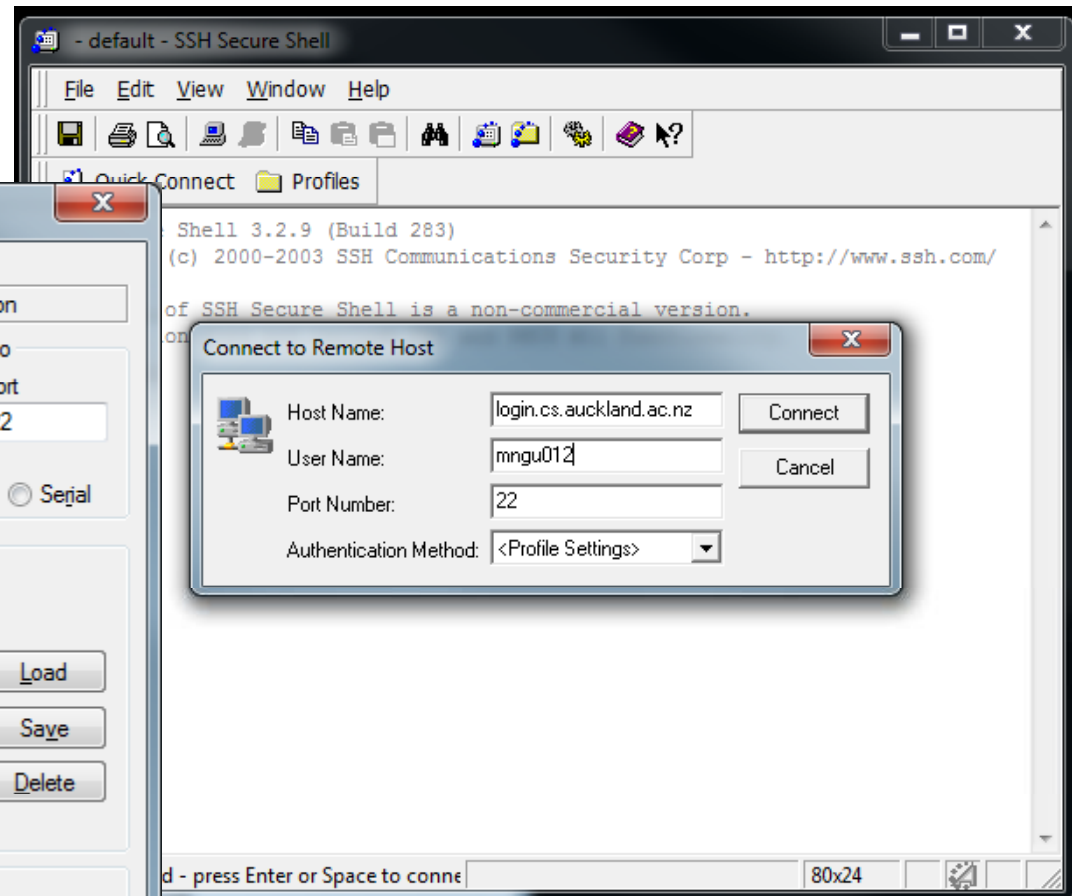 - default - SSH Secure Shell
File Edit View Window Help
Quick Connect Profiles
Shell 3.2.9 (Build 283)
(c) 2000-2003 SSH Communications Security Corp - http://www.ssh.com/
of SSH Secure Shell is a non-commercial version.
Connect to Remote Host
Host Name: login.cs.auckland.ac.nz Connect
User Name: mngu012 Cancel
Port Number: 22
Authentication Method: <Profile Settings>
Serial
Load
Save
Delete
d - press Enter or Space to conne 80x24